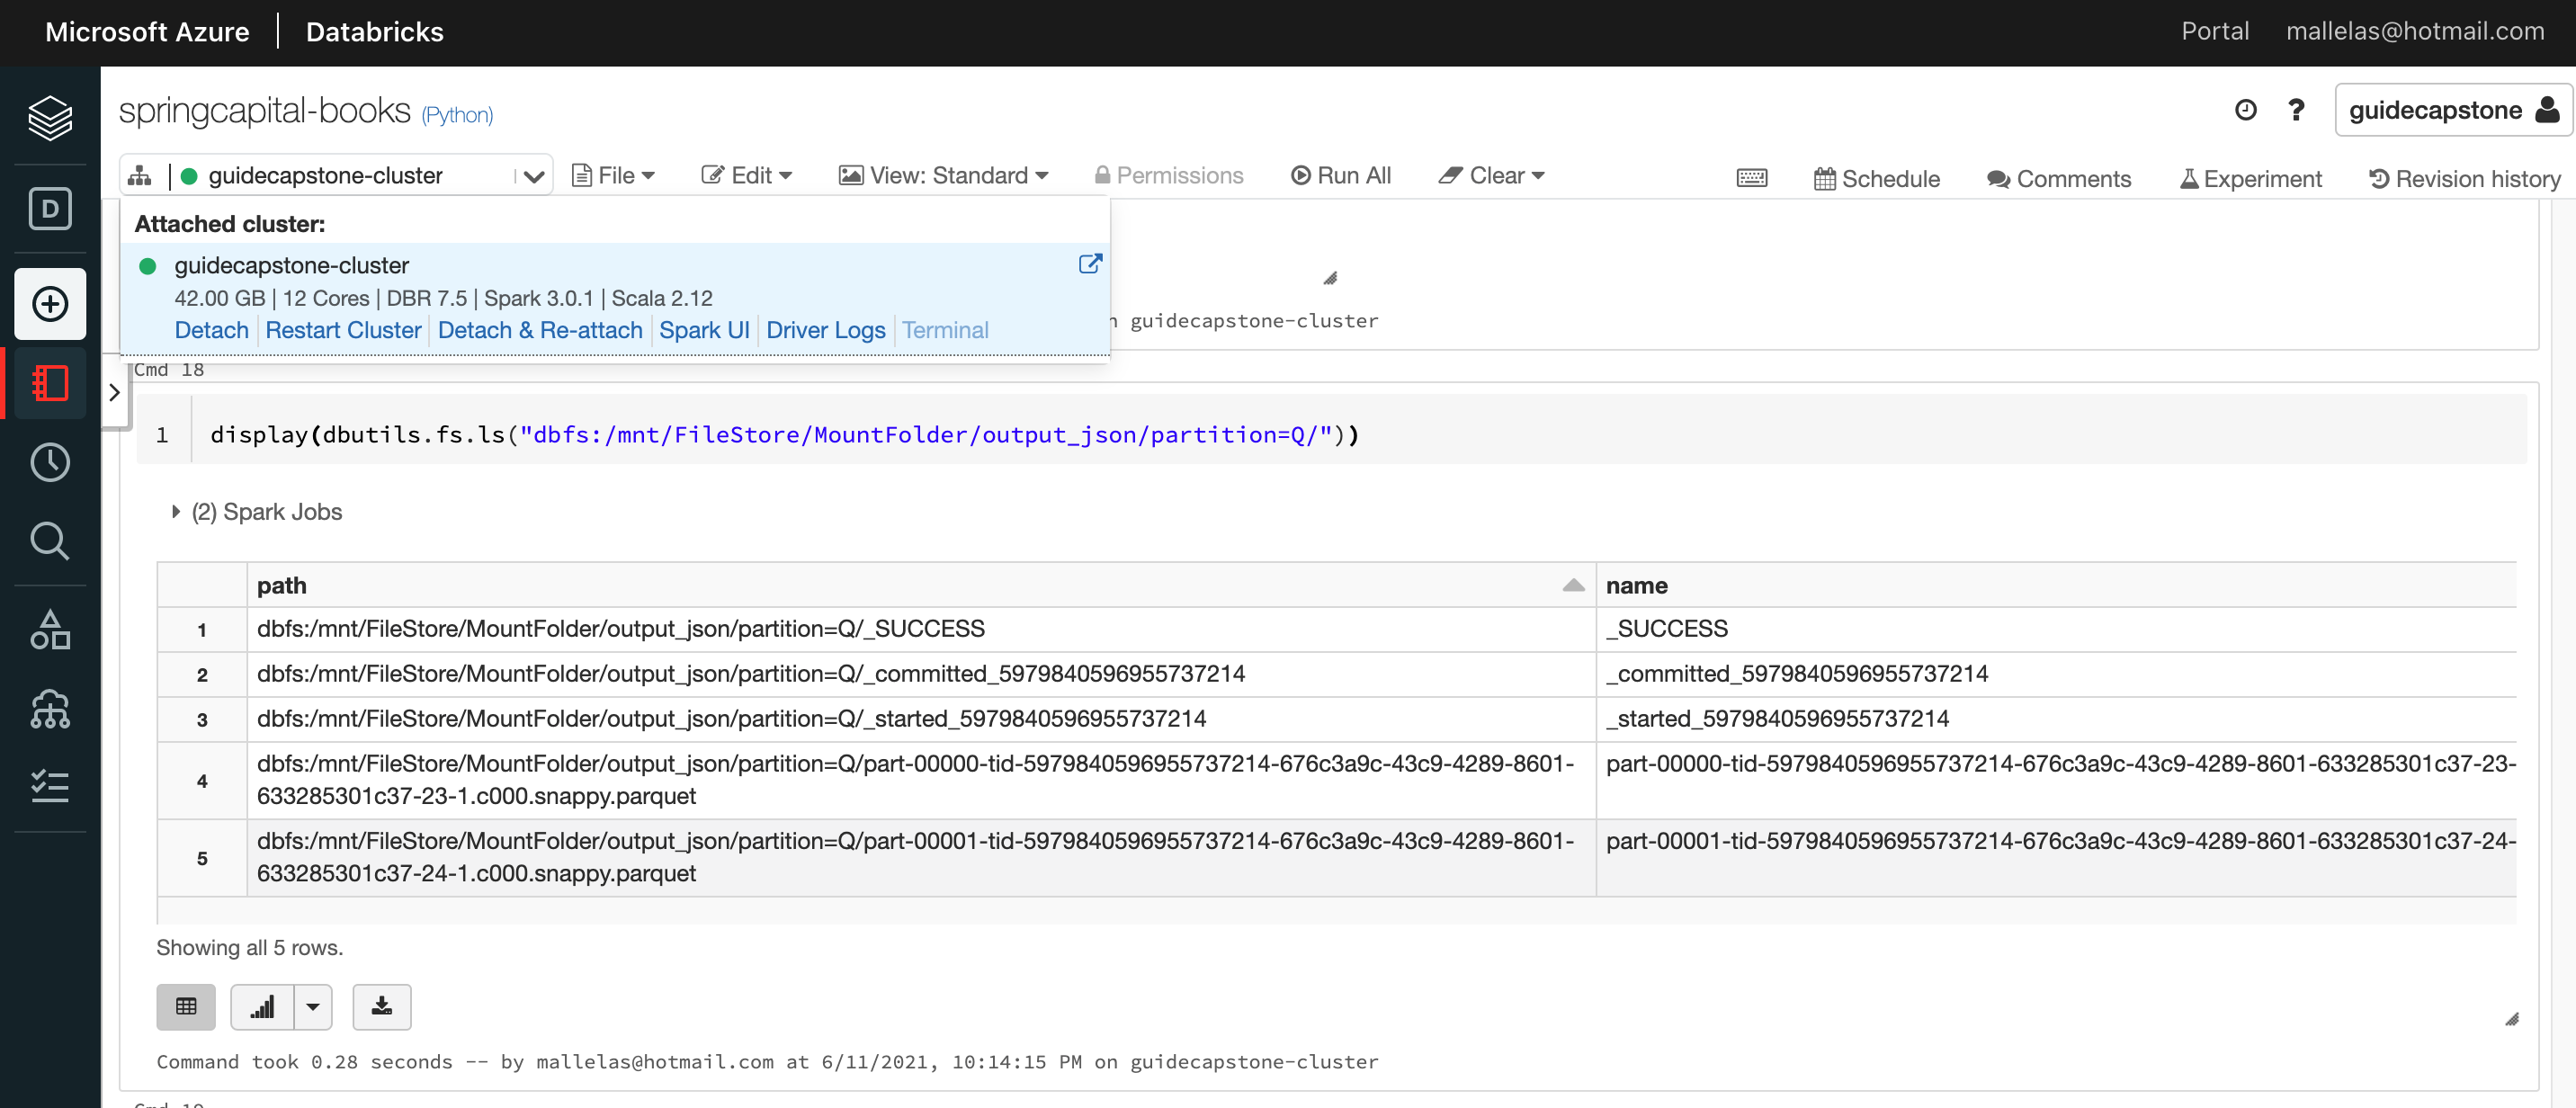 Microsoft Azure | Databricks
Portal mallelas@hotmail.com
springcapital-books (Python)
guidecapstone
guidecapstone-cluster File Edit View: Standard Permissions Run All Clear Schedule Comments Experiment Revision history
Attached cluster:
guidecapstone-cluster
42.00 GB | 12 Cores | DBR 7.5 | Spark 3.0.1 | Scala 2.12
Detach Restart Cluster Detach & Re-attach Spark UI Driver Logs Terminal
guidecapstone-cluster
Cmd 18
1 display(dbutils.fs.ls("dbfs:/mnt/FileStore/MountFolder/output_json/partition=Q/"))
(2) Spark Jobs
path name
1 dbfs:/mnt/FileStore/MountFolder/output_json/partition=Q/_SUCCESS _SUCCESS
2 dbfs:/mnt/FileStore/MountFolder/output_json/partition=Q/_committed_5979840596955737214 _committed_5979840596955737214
3 dbfs:/mnt/FileStore/MountFolder/output_json/partition=Q/_started_5979840596955737214 _started_5979840596955737214
4 dbfs:/mnt/FileStore/MountFolder/output_json/partition=Q/part-00000-tid-5979840596955737214-676c3a9c-43c9-4289-8601- part-00000-tid-5979840596955737214-676c3a9c-43c9-4289-8601-633285301c37-23-
633285301c37-23-1.c000.snappy.parquet
5 dbfs:/mnt/FileStore/MountFolder/output_json/partition=Q/part-00001-tid-5979840596955737214-676c3a9c-43c9-4289-8601- part-00001-tid-5979840596955737214-676c3a9c-43c9-4289-8601-633285301c37-24-
633285301c37-24-1.c000.snappy.parquet
Showing all 5 rows.
Command took 0.28 seconds -- by mallelas@hotmail.com at 6/11/2021, 10:14:15 PM on guidecapstone-cluster